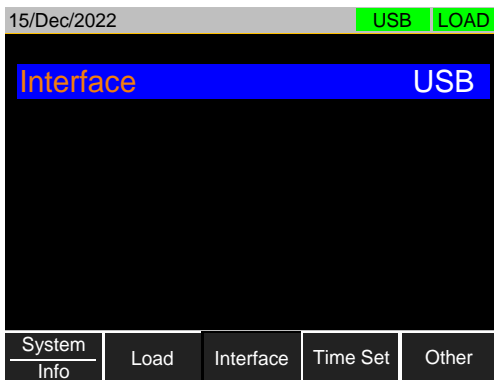 15/Dec/2022 USB LOAD
Interface USB
System
Info
Load
Interface
Time Set
Other